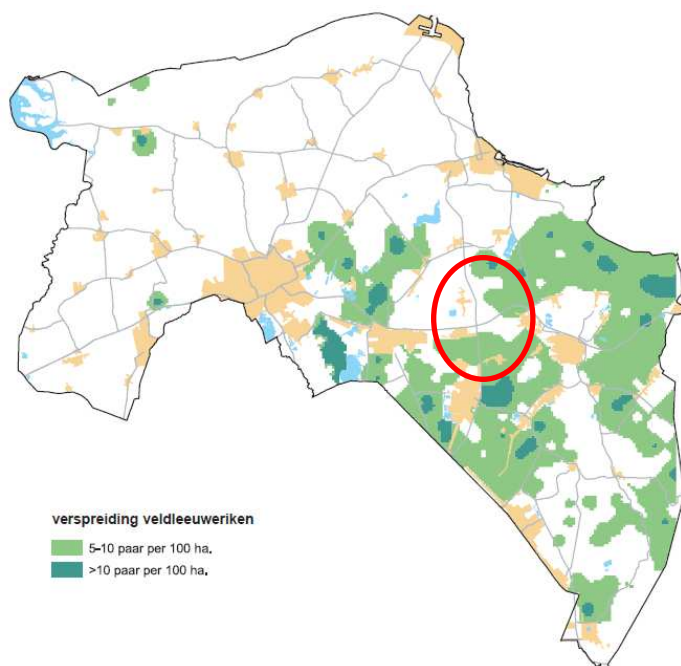 verspreiding veldleeuweriken
5-10 paar per 100 ha.
>10 paar per 100 ha.